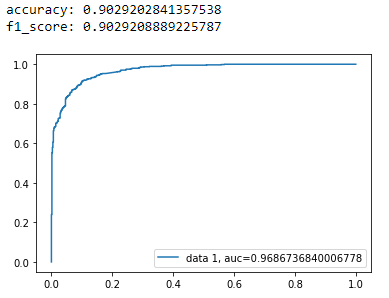 accuracy: 0.9029202841357538
f1_score: 0.9029208889225787
1.0
0.8
0.6
0.4
0.2
0.0
data 1, auc=0.9686736840006778
0.0 0.2 0.4 0.6 0.8 1.0